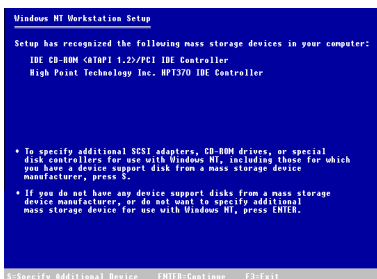 Windows NT Workstation Setup
Setup has recognized the following mass storage devices in your computer:
IDE CD-ROM <ATAPI 1.2>/PCI IDE Controller
High Point Technology Inc. HPT370 IDE Controller
• To specify additional SCSI adapters, CD-ROM drives, or special
disk controllers for use with Windows NT, including those for which
you have a device support disk from a mass storage device
manufacturer, press S.
• If you do not have any device support disks from a mass storage
device manufacturer, or do not want to specify additional
mass storage device for use with Windows NT, press ENTER.
S=Specify Additional Device ENTER=Continue F3=Exit